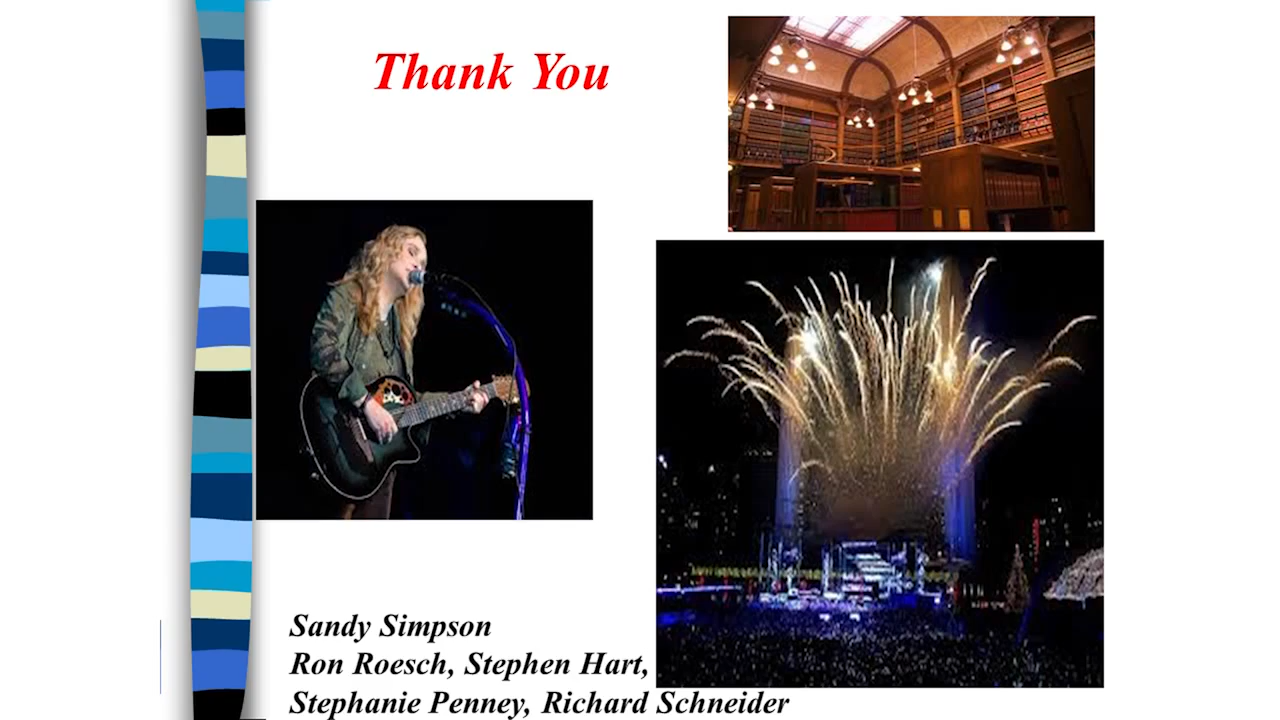 Thank You
Sandy Simpson
Ron Roesch, Stephen Hart,
Stephanie Penney, Richard Schneider